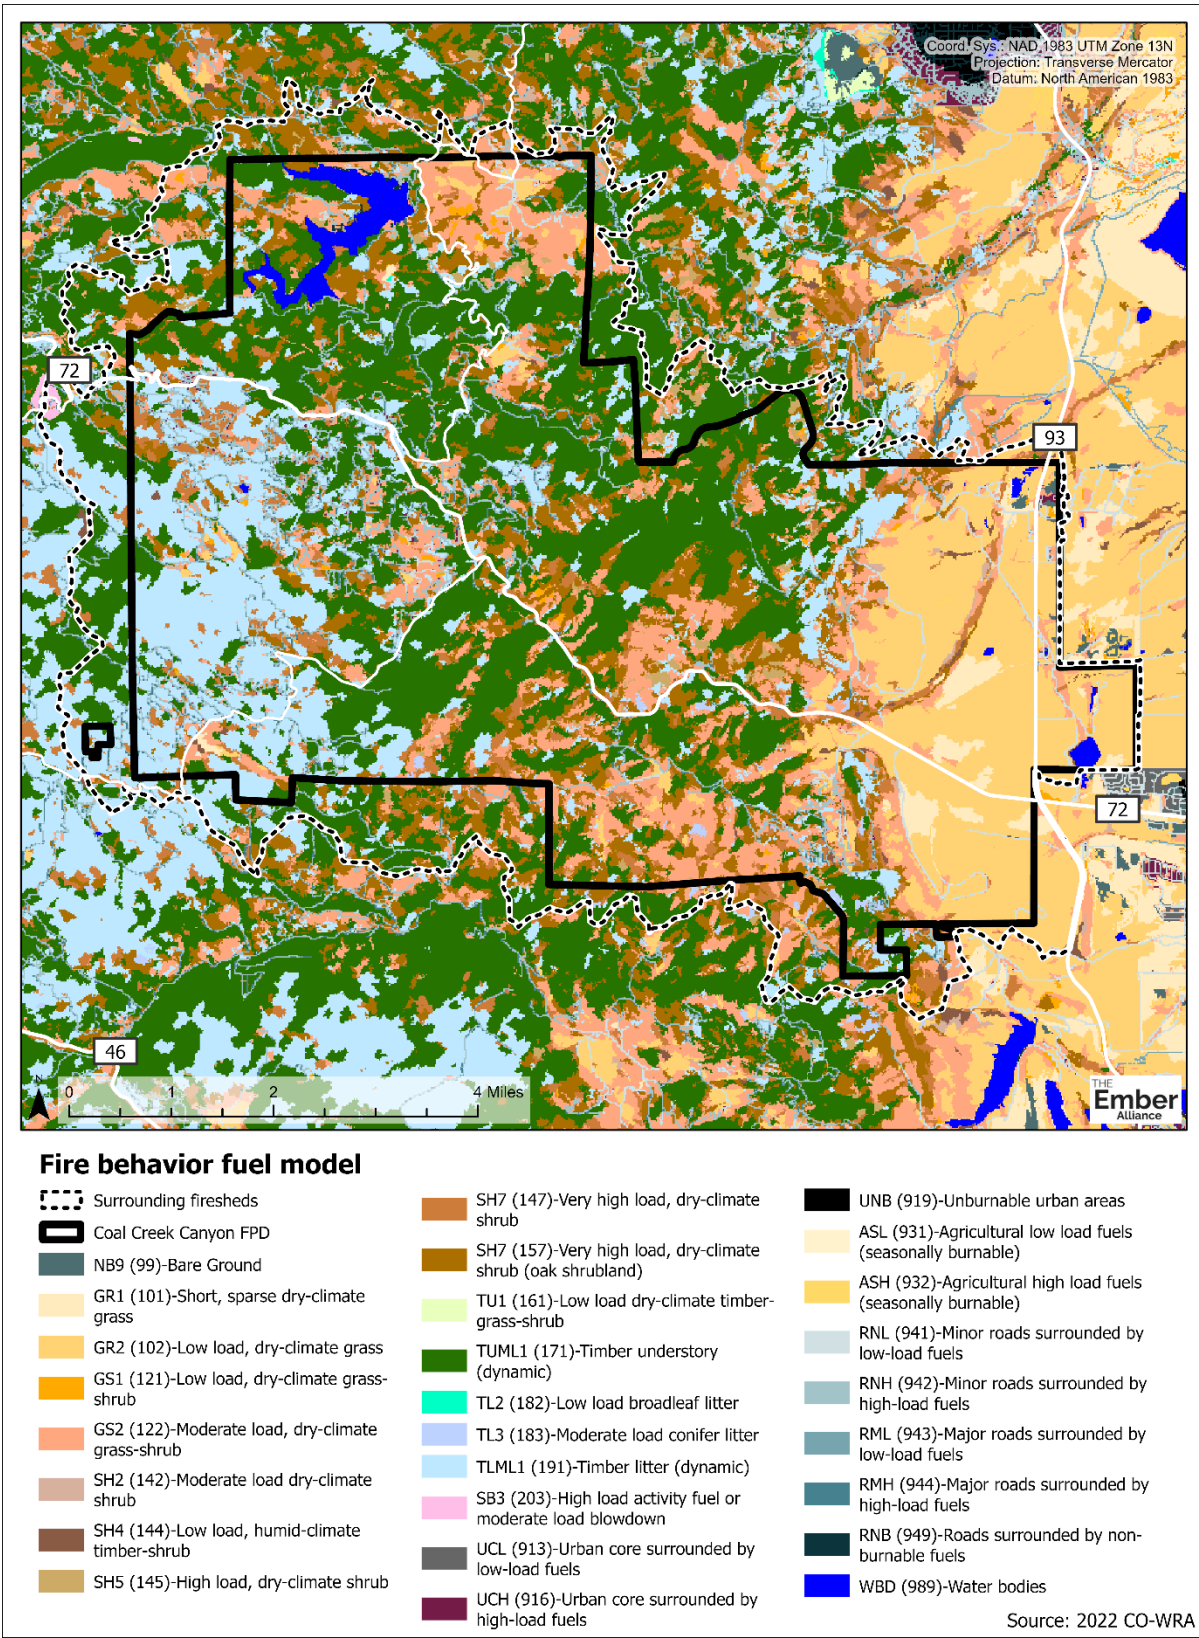 Coord. Sys.: NAD 1983 UTM Zone 13N
Projection: Transverse Mercator
Datum: North American 1983
72
93
72
46
N
0 1 2 4 Miles
THE
Ember
Alliance
Fire behavior fuel model
Surrounding firesheds
Coal Creek Canyon FPD
NB9 (99)-Bare Ground
GR1 (101)-Short, sparse dry-climate
grass
GR2 (102)-Low load, dry-climate grass
GS1 (121)-Low load, dry-climate grass-
shrub
GS2 (122)-Moderate load, dry-climate
grass-shrub
SH2 (142)-Moderate load dry-climate
shrub
SH4 (144)-Low load, humid-climate
timber-shrub
SH5 (145)-High load, dry-climate shrub
SH7 (147)-Very high load, dry-climate
shrub
SH7 (157)-Very high load, dry-climate
shrub (oak shrubland)
TU1 (161)-Low load dry-climate timber-
grass-shrub
TUML1 (171)-Timber understory
(dynamic)
TL2 (182)-Low load broadleaf litter
TL3 (183)-Moderate load conifer litter
TLML1 (191)-Timber litter (dynamic)
SB3 (203)-High load activity fuel or
moderate load blowdown
UCL (913)-Urban core surrounded by
low-load fuels
UCH (916)-Urban core surrounded by
high-load fuels
UNB (919)-Unburnable urban areas
ASL (931)-Agricultural low load fuels
(seasonally burnable)
ASH (932)-Agricultural high load fuels
(seasonally burnable)
RNL (941)-Minor roads surrounded by
low-load fuels
RNH (942)-Minor roads surrounded by
high-load fuels
RML (943)-Major roads surrounded by
low-load fuels
RMH (944)-Major roads surrounded by
high-load fuels
RNB (949)-Roads surrounded by non-
burnable fuels
WBD (989)-Water bodies
Source: 2022 CO-WRA